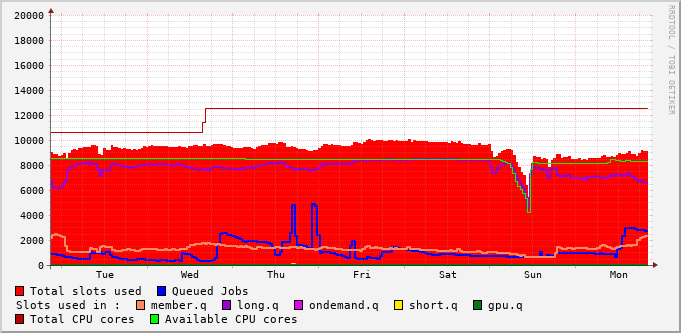 20000
18000
16000
14000
12000
10000
8000
6000
4000
2000
0
Tue Wed Thu Fri Sat Sun Mon
RRDTOOL / TOBI OETIKER
Total slots used Queued Jobs
Slots used in : member.q long.q ondemand.q short.q gpu.q
Total CPU cores Available CPU cores